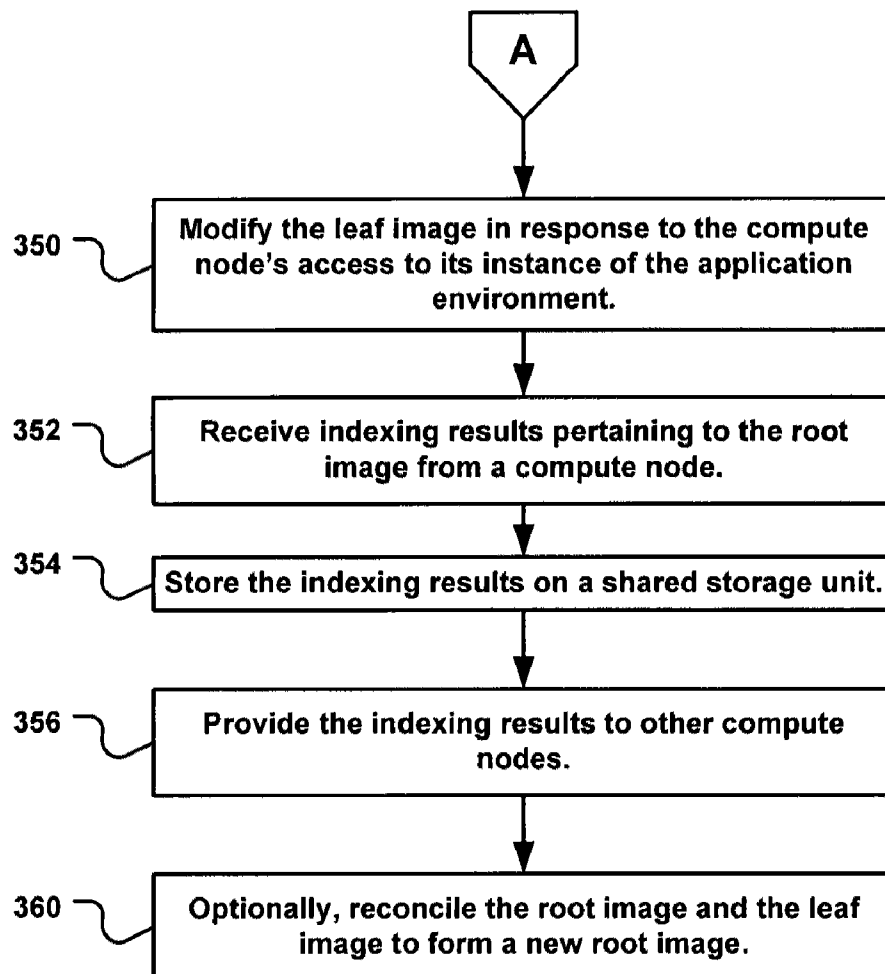 A
350
Modify the leaf image in response to the compute
node's access to its instance of the application
environment.
352
Receive indexing results pertaining to the root
image from a compute node.
354
Store the indexing results on a shared storage unit.
356
Provide the indexing results to other compute
nodes.
360
Optionally, reconcile the root image and the leaf
image to form a new root image.